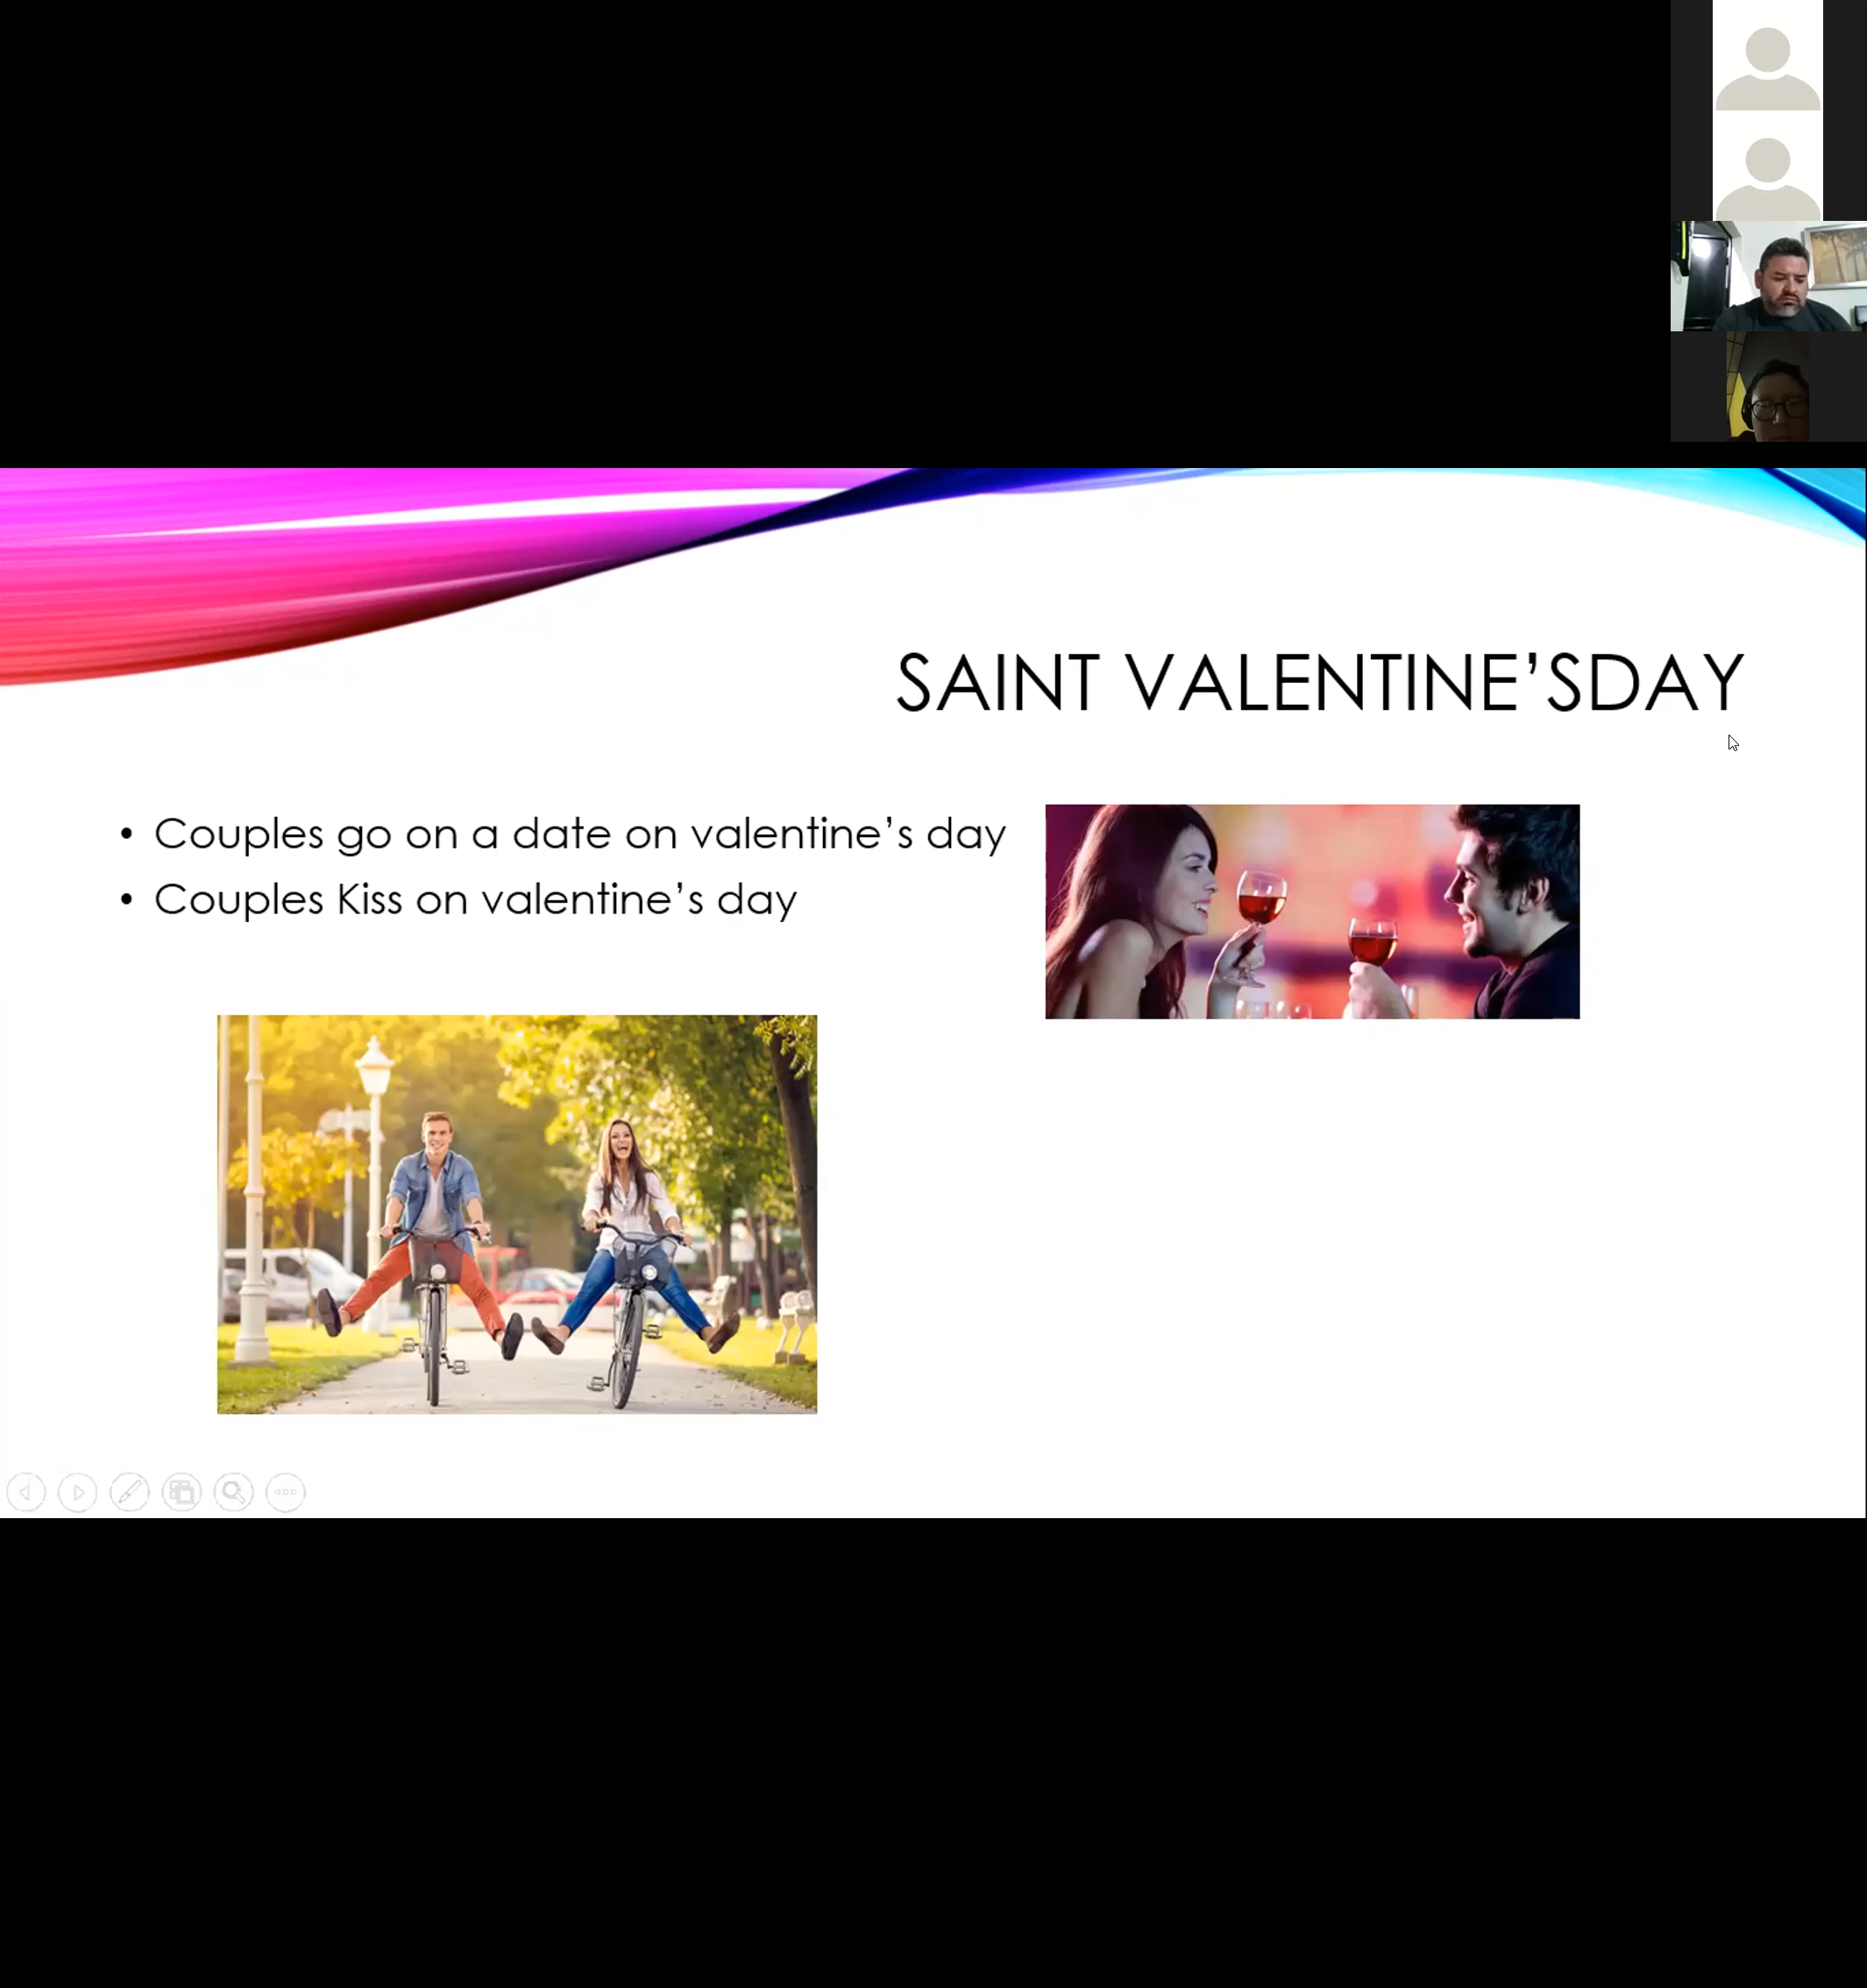 SAINT VALENTINE’SDAY
• Couples go on a date on valentine’s day
• Couples Kiss on valentine’s day